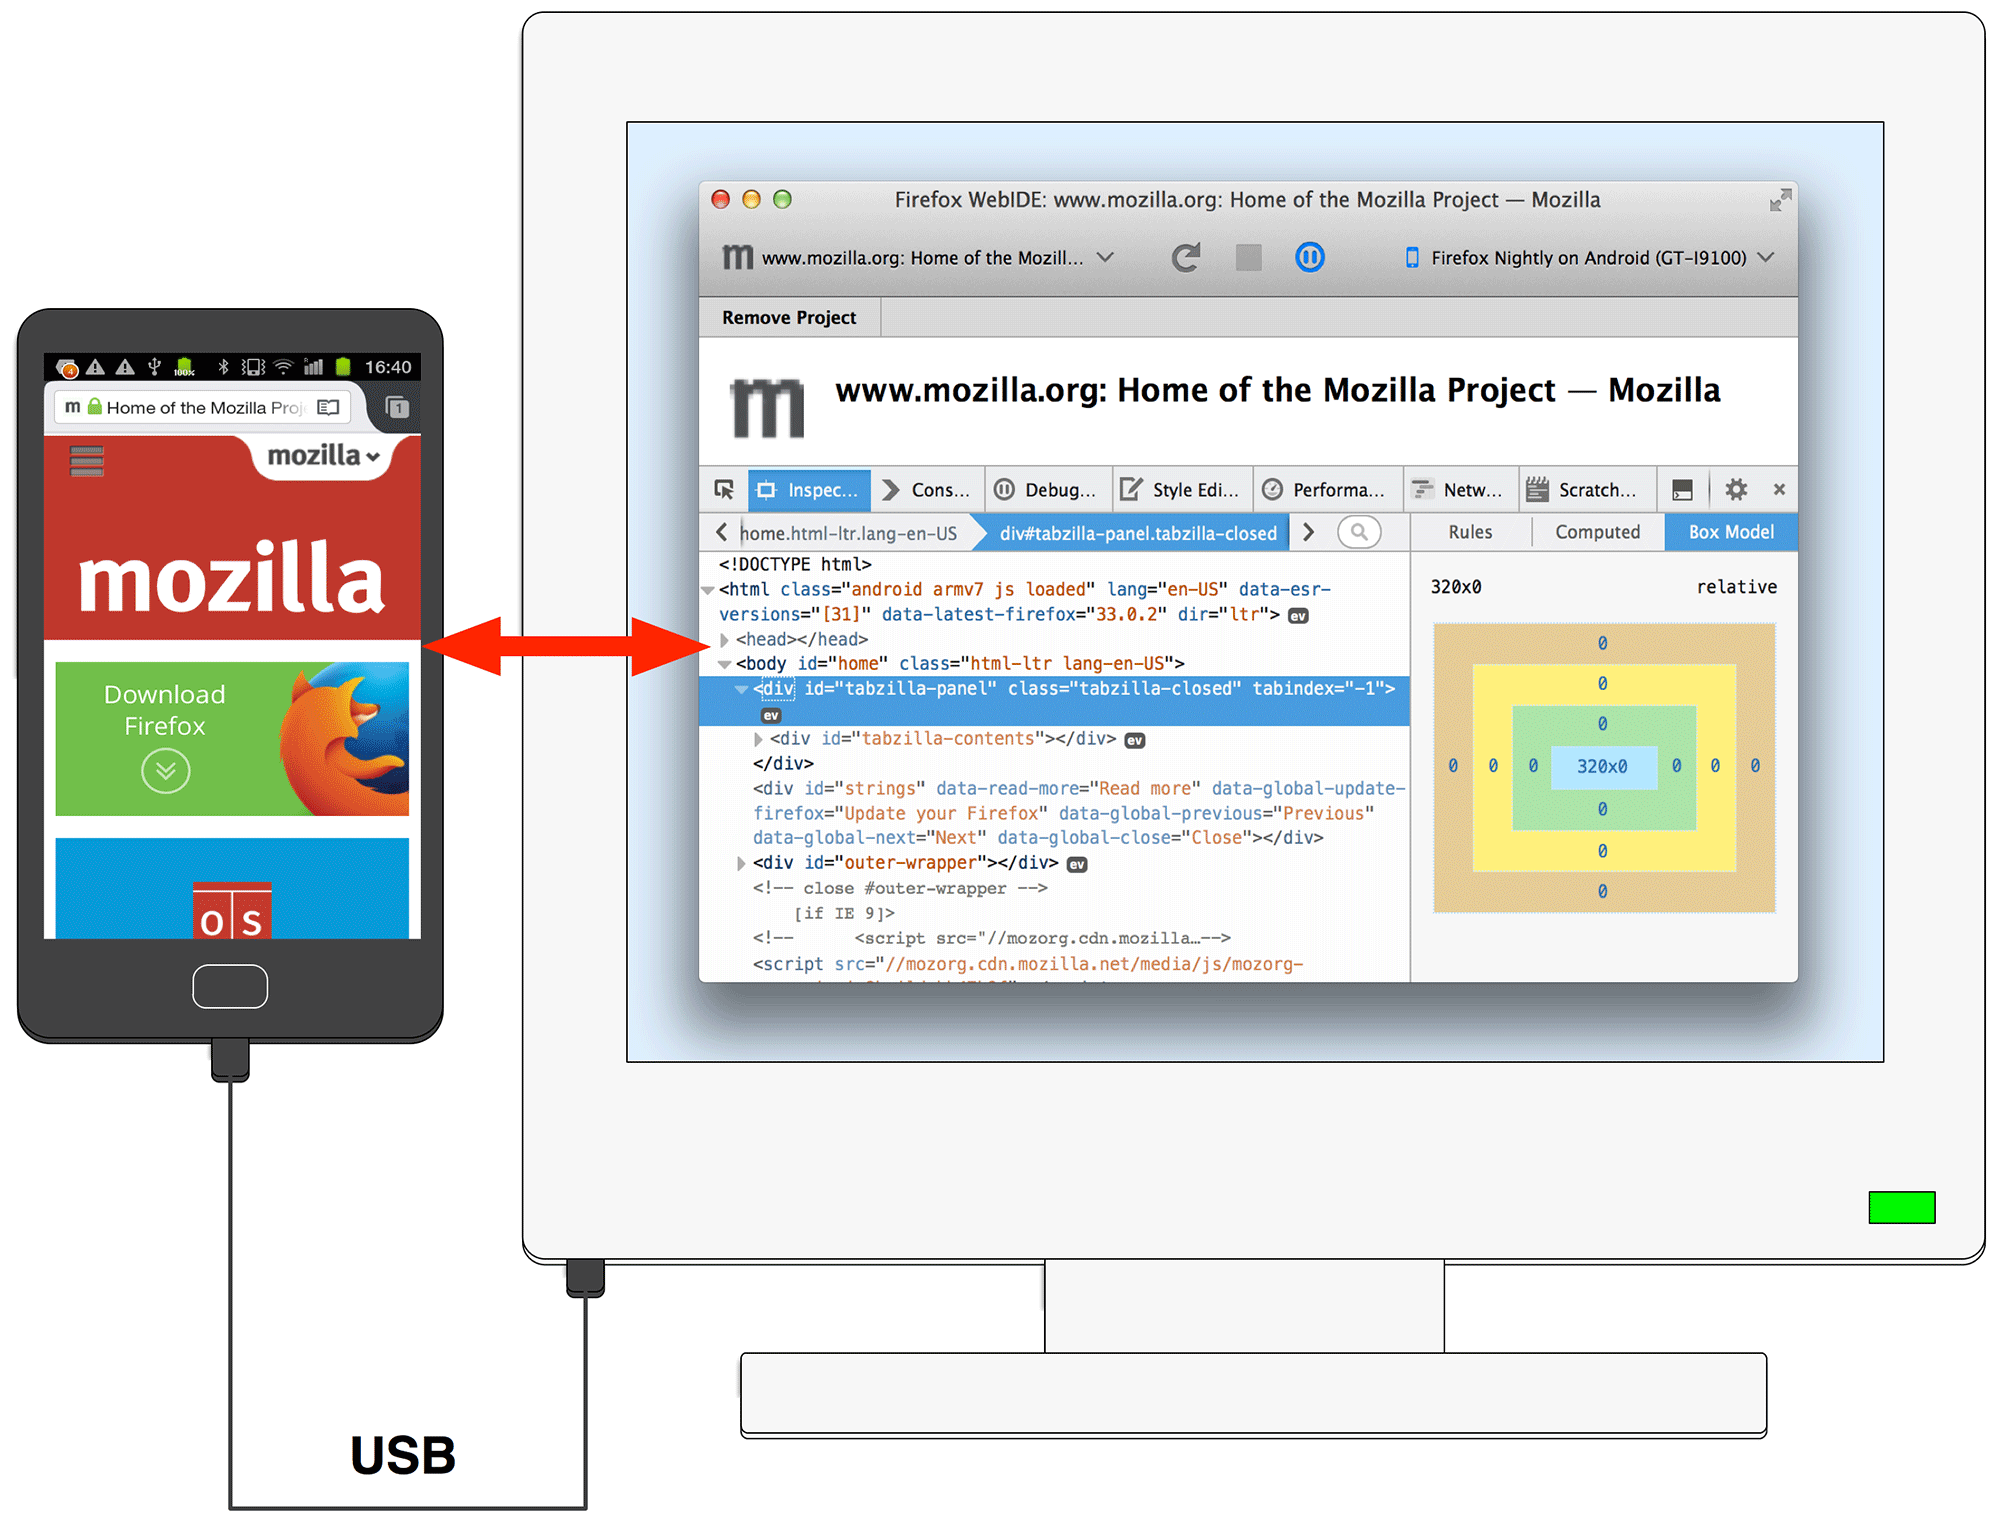 16:40
100%
4
m Home of the Mozilla Proj
1
mozilla
mozilla
Download
Firefox
o s
USB
Firefox WebIDE: www.mozilla.org: Home of the Mozilla Project — Mozilla
m www.mozilla.org: Home of the Mozill... Firefox Nightly on Android (GT-I9100)
Remove Project
m www.mozilla.org: Home of the Mozilla Project — Mozilla
Inspec... Cons... Debug... Style Edi... Performa... Netw... Scratch...
home.html-ltr.lang-en-US div#tabzilla-panel.tabzilla-closed
<!DOCTYPE html>
<html class="android armv7 js loaded" lang="en-US" data-esr-
versions="[31]" data-latest-firefox="33.0.2" dir="ltr"> ev
<head></head>
<body id="home" class="html-ltr lang-en-US">
<div id="tabzilla-panel" class="tabzilla-closed" tabindex="-1">
ev
<div id="tabzilla-contents"></div> ev
</div>
<div id="strings" data-read-more="Read more" data-global-update-
firefox="Update your Firefox" data-global-previous="Previous"
data-global-next="Next" data-global-close="Close"></div>
<div id="outer-wrapper"></div> ev
<!-- close #outer-wrapper -->
[if IE 9]>
<!-- <script src="//mozorg.cdn.mozilla…-->
<script src="//mozorg.cdn.mozilla.net/media/js/mozorg-
Rules Computed Box Model
320x0 relative
0
0
0
0 0 0 320x0 0 0 0
0
0
0